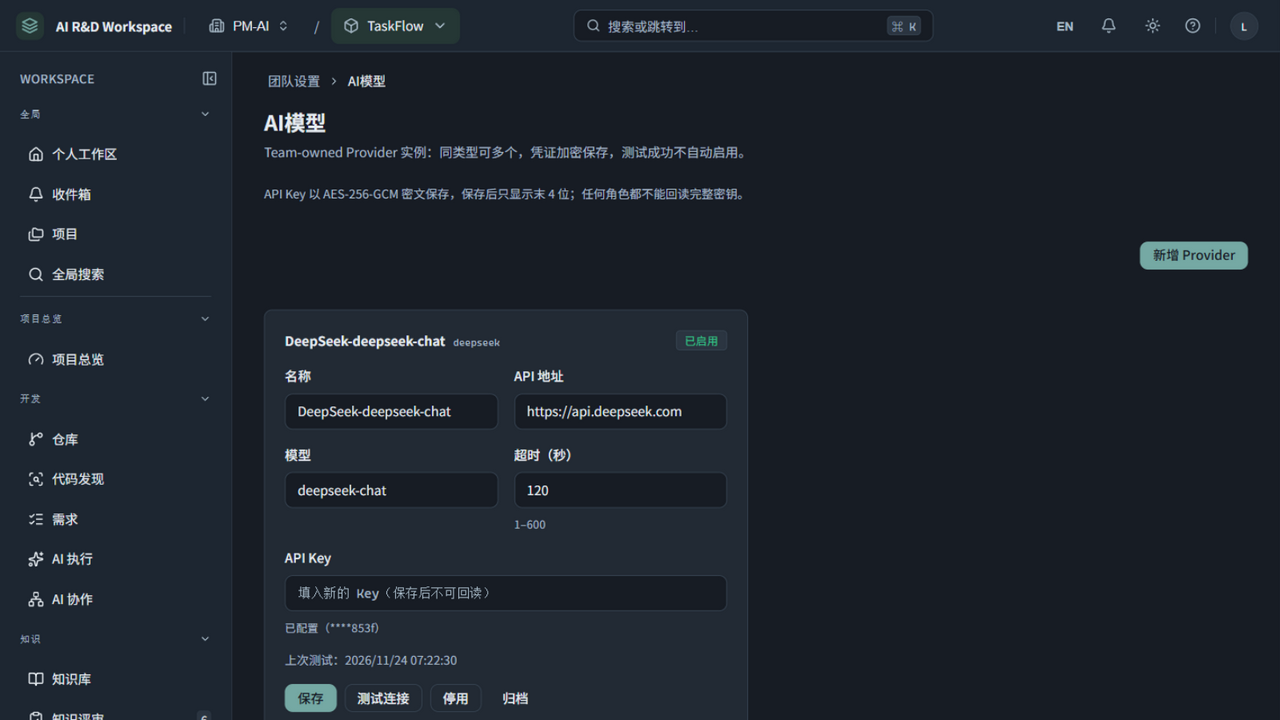 AI R&D Workspace
PM-AI
/
TaskFlow
搜索或跳转到…
⌘ K
EN
L
WORKSPACE
全局
个人工作区
收件箱
项目
全局搜索
项目总览
项目总览
开发
仓库
代码发现
需求
AI 执行
AI 协作
知识
知识库
知识评审
团队设置 > AI模型
AI模型
Team-owned Provider 实例：同类型可多个，凭证加密保存，测试成功不自动启用。
API Key 以 AES-256-GCM 密文保存，保存后只显示末 4 位；任何角色都不能回读完整密钥。
新增 Provider
DeepSeek-deepseek-chat deepseek
已启用
名称
API 地址
DeepSeek-deepseek-chat
https://api.deepseek.com
模型
超时（秒）
deepseek-chat
120
1–600
API Key
填入新的 Key（保存后不可回读）
已配置（****853f）
上次测试：2026/11/24 07:22:30
保存
测试连接
停用
归档